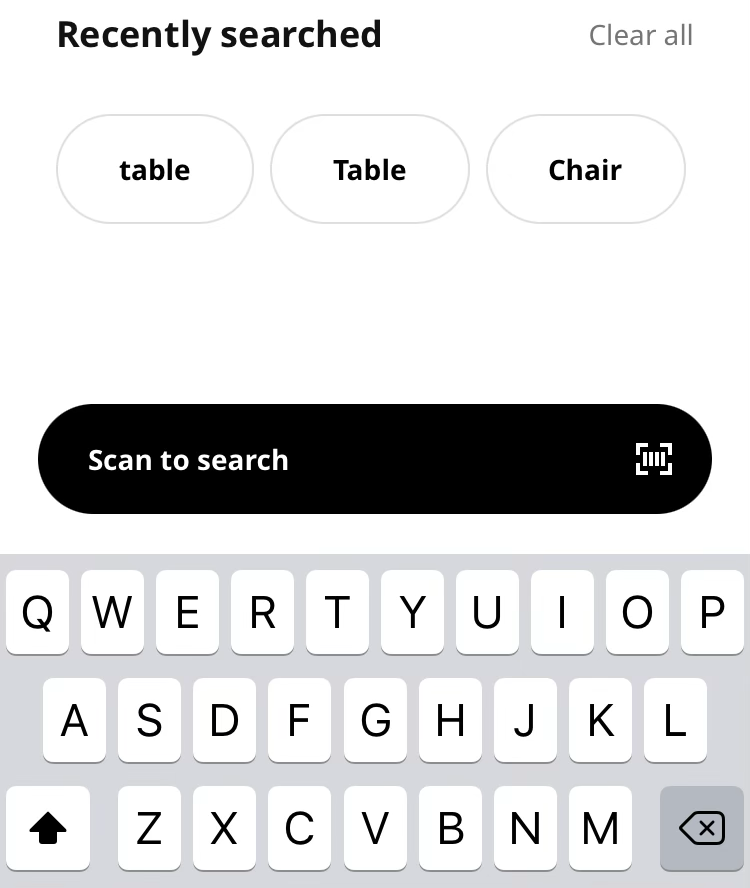 Recently searched Clear all
table Table Chair
Scan to search
Q W E R T Y U I O P
A S D F G H J K L
Z X C V B N M